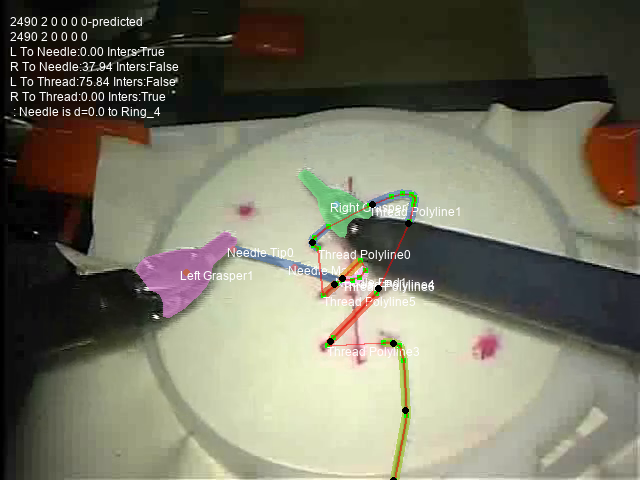 2490 2 0 0 0 0-predicted
2490 2 0 0 0 0
L To Needle:0.00 Inters:True
R To Needle:37.94 Inters:False
L To Thread:75.84 Inters:False
R To Thread:0.00 Inters:True
: Needle is d=0.0 to Ring_4
Right Grasper
Thread Polyline1
Needle Tip0
Thread Polyline0
Left Grasper1
Needle M
Thread Polyline5
Thread Polyline3